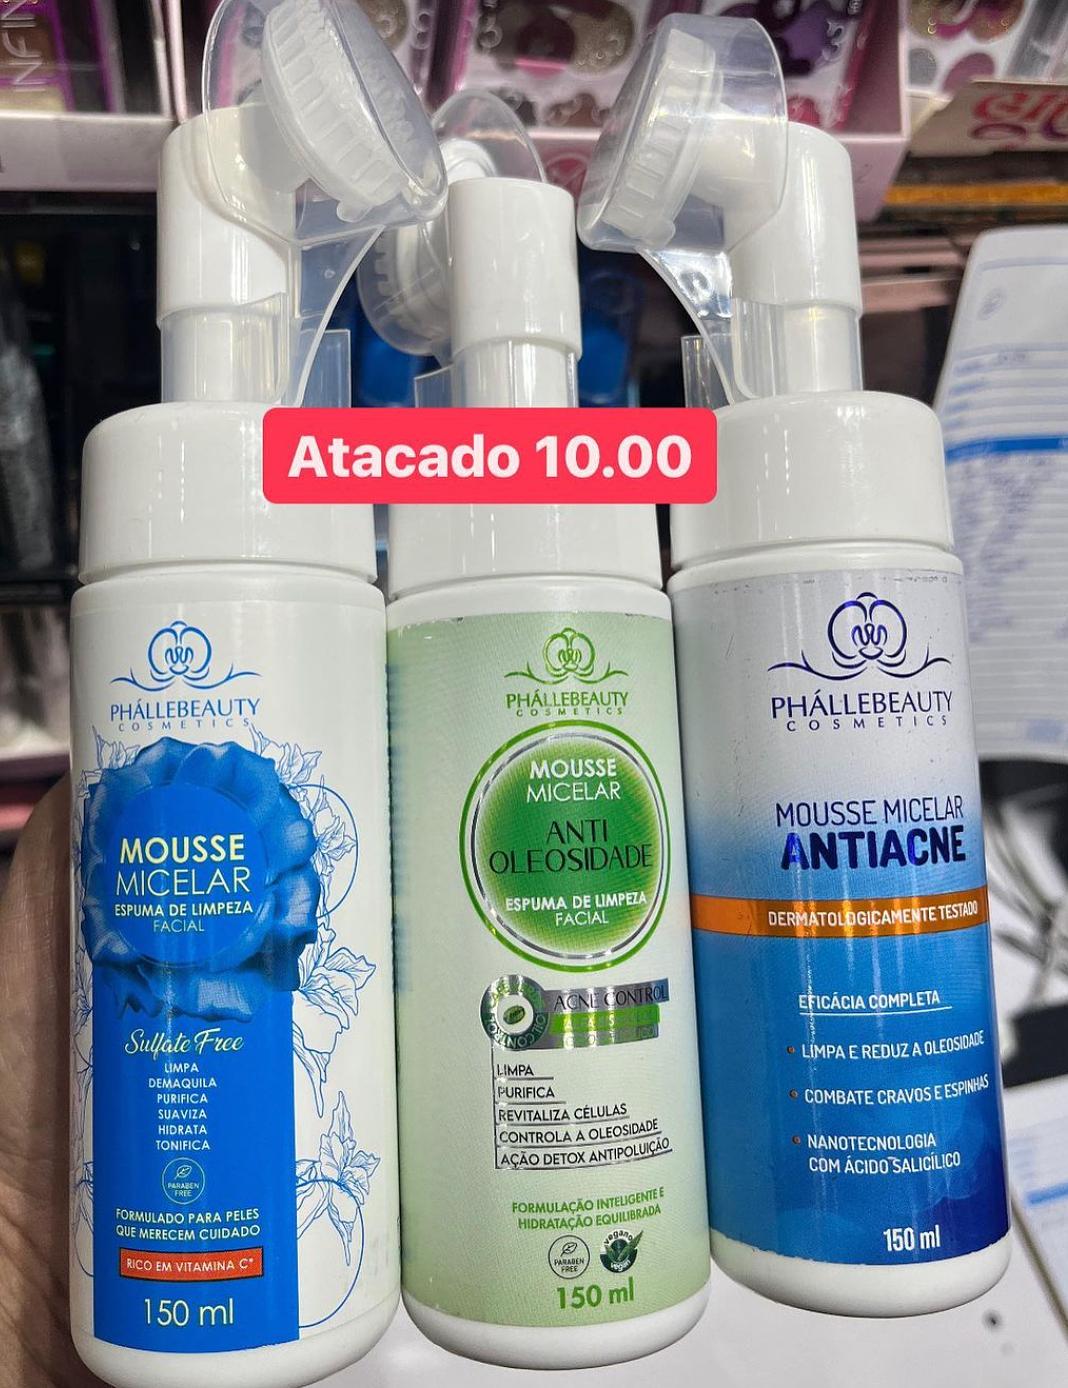 Atacado 10.00
PHÁLLEBEAUTY
COSMETICS
MOUSSE
MICELAR
ESPUMA DE LIMPEZA
FACIAL
Sulfate Free
LIMPA
DEMAQUILA
PURIFICA
SUAVIZA
HIDRATA
TONIFICA
PARABEN
FREE
FORMULADO PARA PELES
QUE MERECEM CUIDADO
RICO EM VITAMINA C*
150 ml
PHÁLLEBEAUTY
COSMETICS
MOUSSE
MICELAR
ANTI
OLEOSIDADE
ESPUMA DE LIMPEZA
FACIAL
ACNE CONTROL
LIMPA
PURIFICA
REVITALIZA CÉLULAS
CONTROLA A OLEOSIDADE
AÇÃO DETOX ANTIPOLUIÇÃO
FORMULAÇÃO INTELIGENTE E
HIDRATAÇÃO EQUILIBRADA
PARABEN
FREE
vegano
vegan
150 ml
PHÁLLEBEAUTY
COSMETICS
MOUSSE MICELAR
ANTIACNE
DERMATOLOGICAMENTE TESTADO
EFICÁCIA COMPLETA
• LIMPA E REDUZ A OLEOSIDADE
• COMBATE CRAVOS E ESPINHAS
• NANOTECNOLOGIA
COM ÁCIDO SALICÍLICO
150 ml